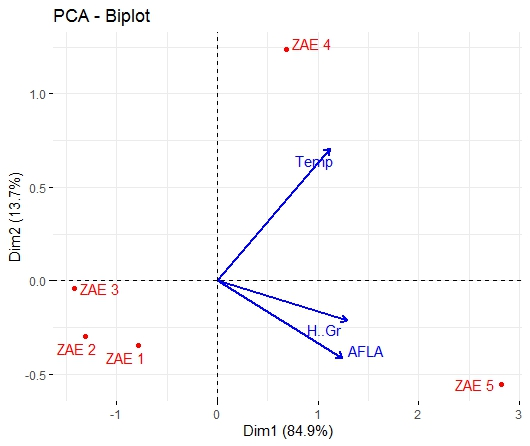 PCA - Biplot
ZAE 4
1.0
Temp
0.5
Dim2 (13.7%)
0.0
ZAE 3
H..Gr
ZAE 2
ZAE 1
AFLA
-0.5
ZAE 5
-1
0
1
2
3
Dim1 (84.9%)